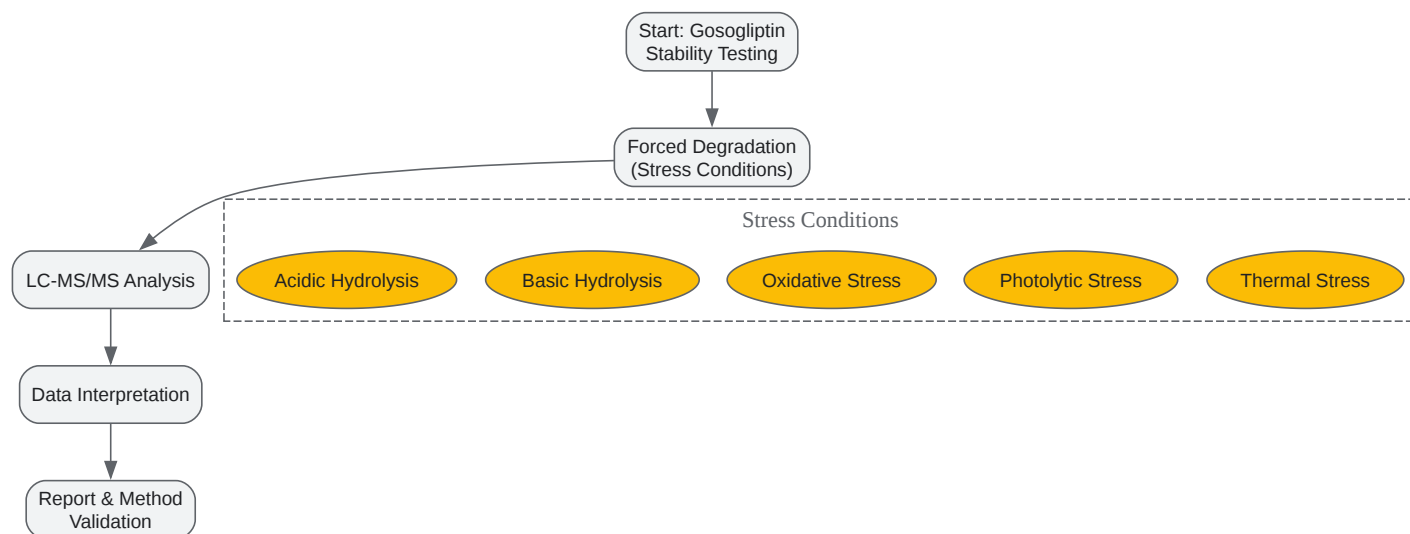 Start: Gosogliptin
Stability Testing
Forced Degradation
(Stress Conditions)
Stress Conditions
LC-MS/MS Analysis
Acidic Hydrolysis
Basic Hydrolysis
Oxidative Stress
Photolytic Stress
Thermal Stress
Data Interpretation
Report & Method
Validation